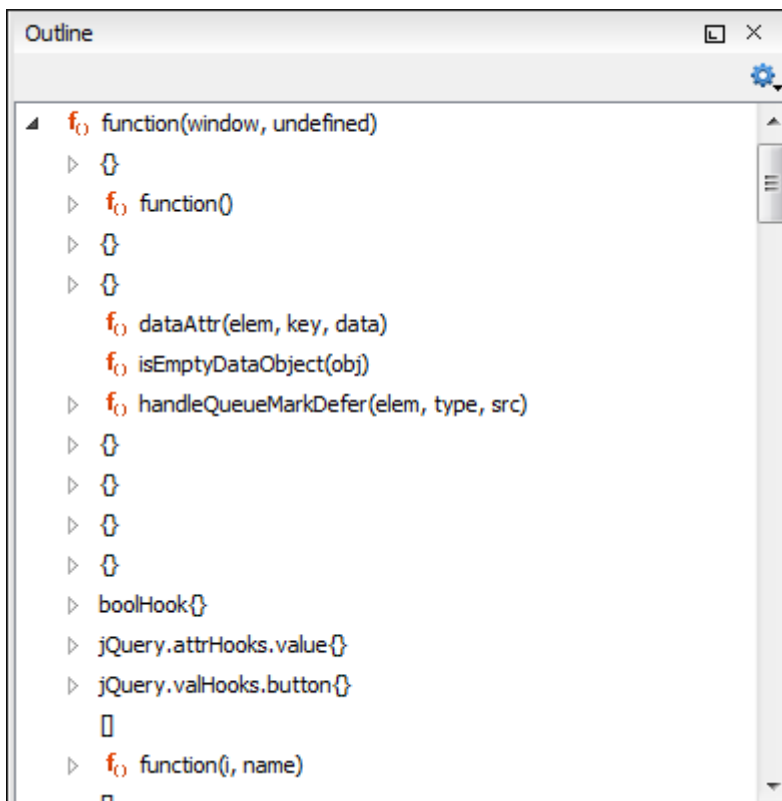 Outline
f() function(window, undefined)
{}
f() function()
{}
{}
f() dataAttr(elem, key, data)
f() isEmptyDataObject(obj)
f() handleQueueMarkDefer(elem, type, src)
{}
{}
{}
{}
boolHook{}
jQuery.attrHooks.value{}
jQuery.valHooks.button{}
[]
f() function(i, name)